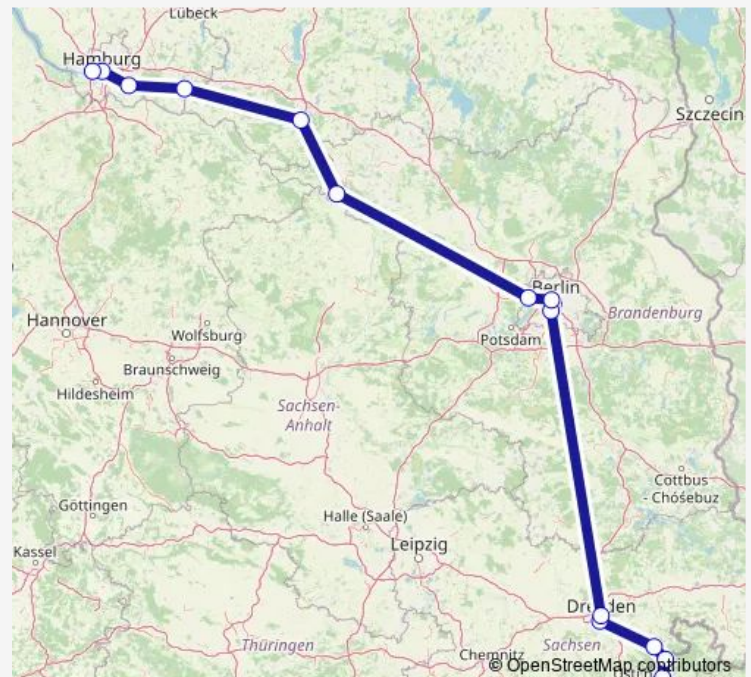 Lübeck
Hamburg
Szczecin
Berlin
Hannover
Brandenburg
Wolfsburg
Potsdam
Braunschweig
Hildesheim
Sachsen-
Anhalt
Cottbus
- Chóśebuz
Göttingen
Halle (Saale)
Leipzig
Kassel
Dresden
Thüringen
Chemnitz
Sachsen
© OpenStreetMap contributors